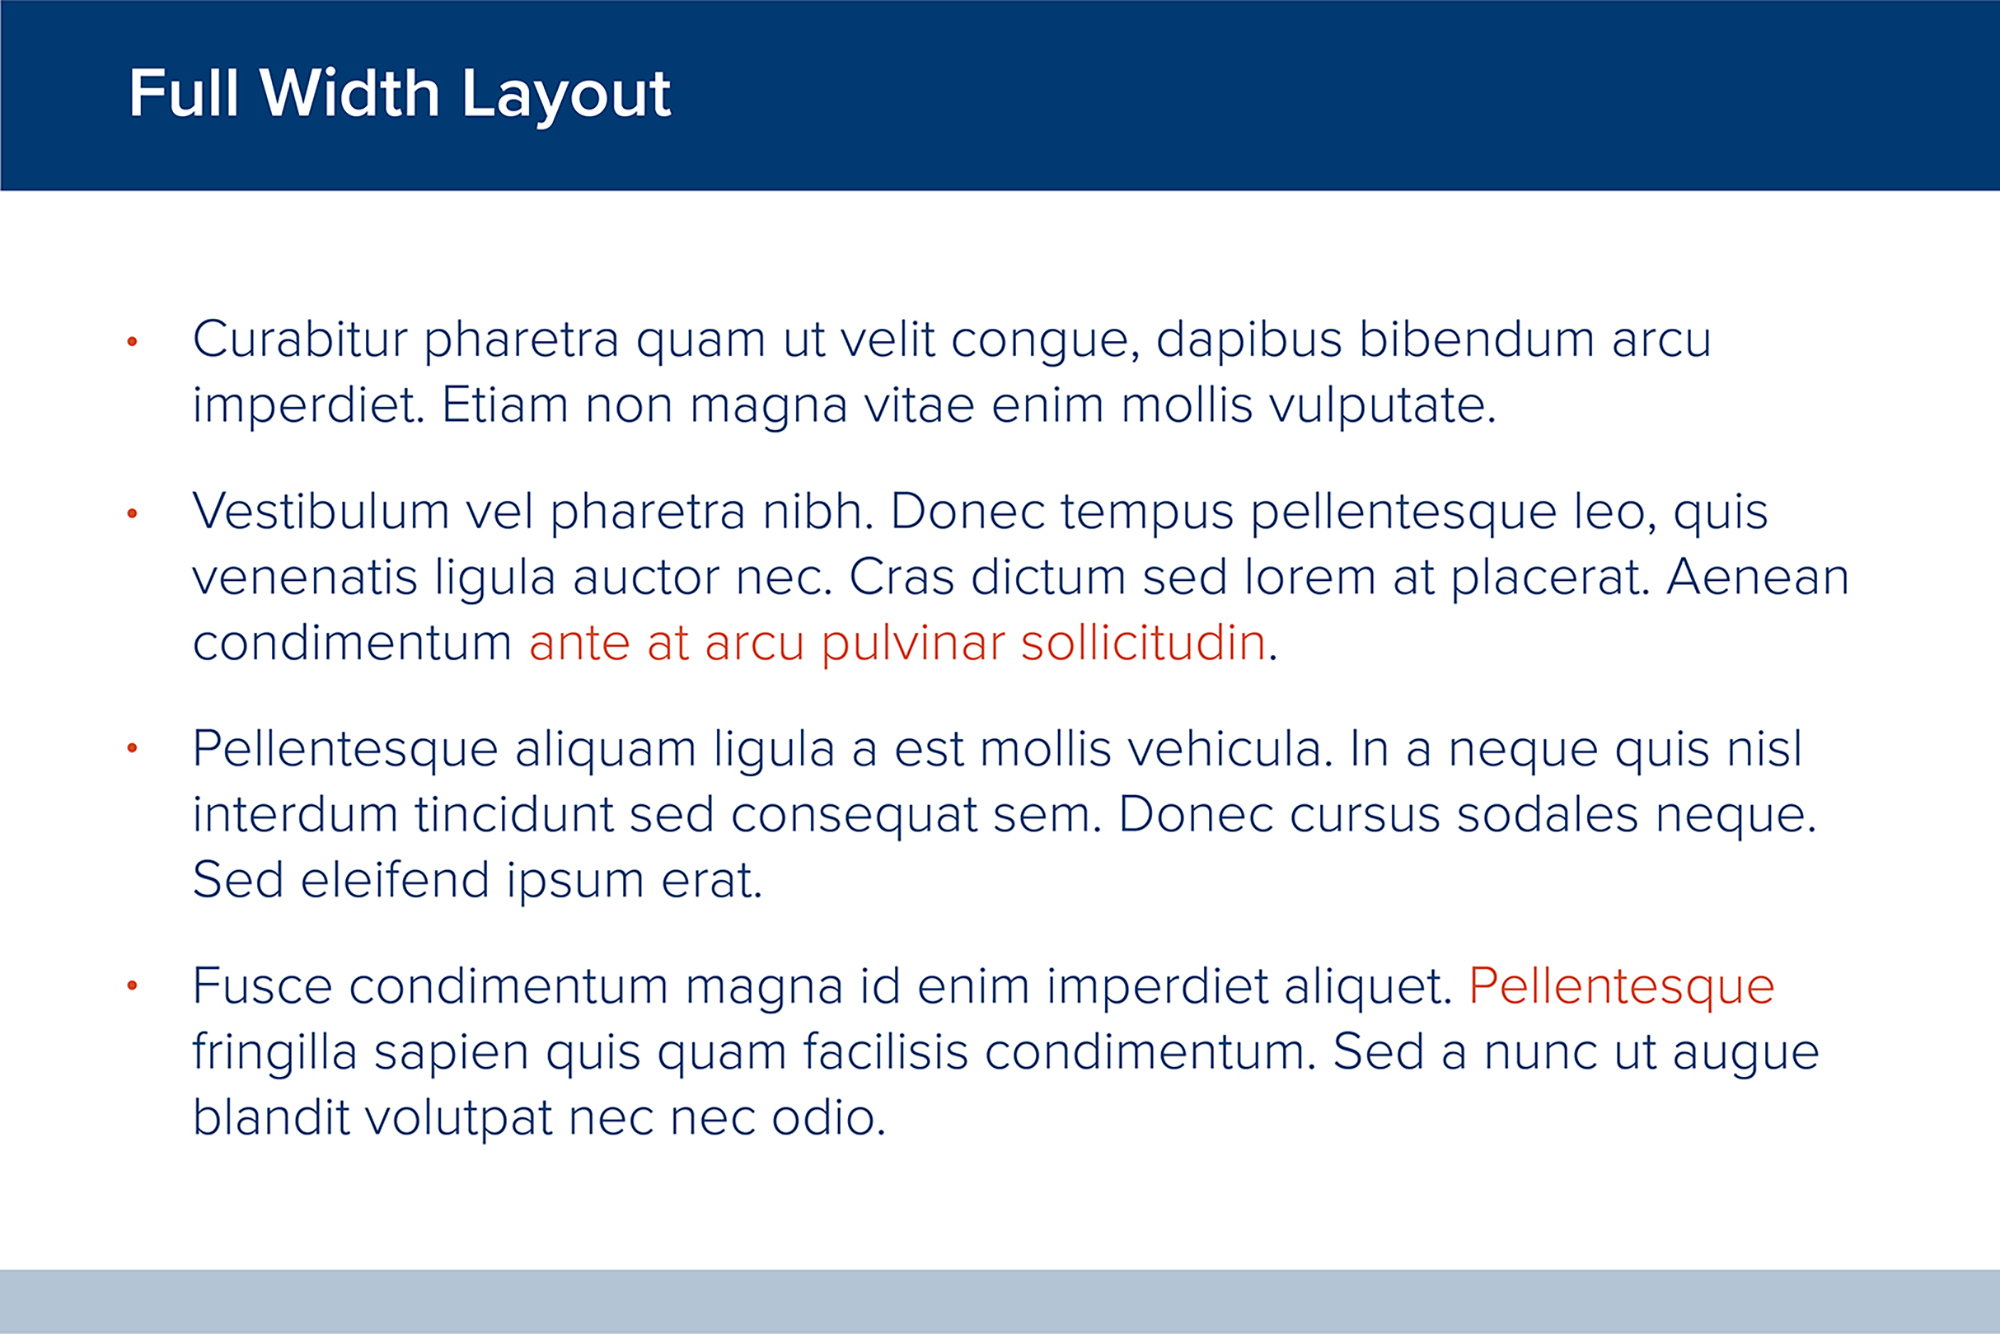 Full Width Layout
• Curabitur pharetra quam ut velit congue, dapibus bibendum arcu
imperdiet. Etiam non magna vitae enim mollis vulputate.
• Vestibulum vel pharetra nibh. Donec tempus pellentesque leo, quis
venenatis ligula auctor nec. Cras dictum sed lorem at placerat. Aenean
condimentum ante at arcu pulvinar sollicitudin.
• Pellentesque aliquam ligula a est mollis vehicula. In a neque quis nisl
interdum tincidunt sed consequat sem. Donec cursus sodales neque.
Sed eleifend ipsum erat.
• Fusce condimentum magna id enim imperdiet aliquet. Pellentesque
fringilla sapien quis quam facilisis condimentum. Sed a nunc ut augue
blandit volutpat nec nec odio.